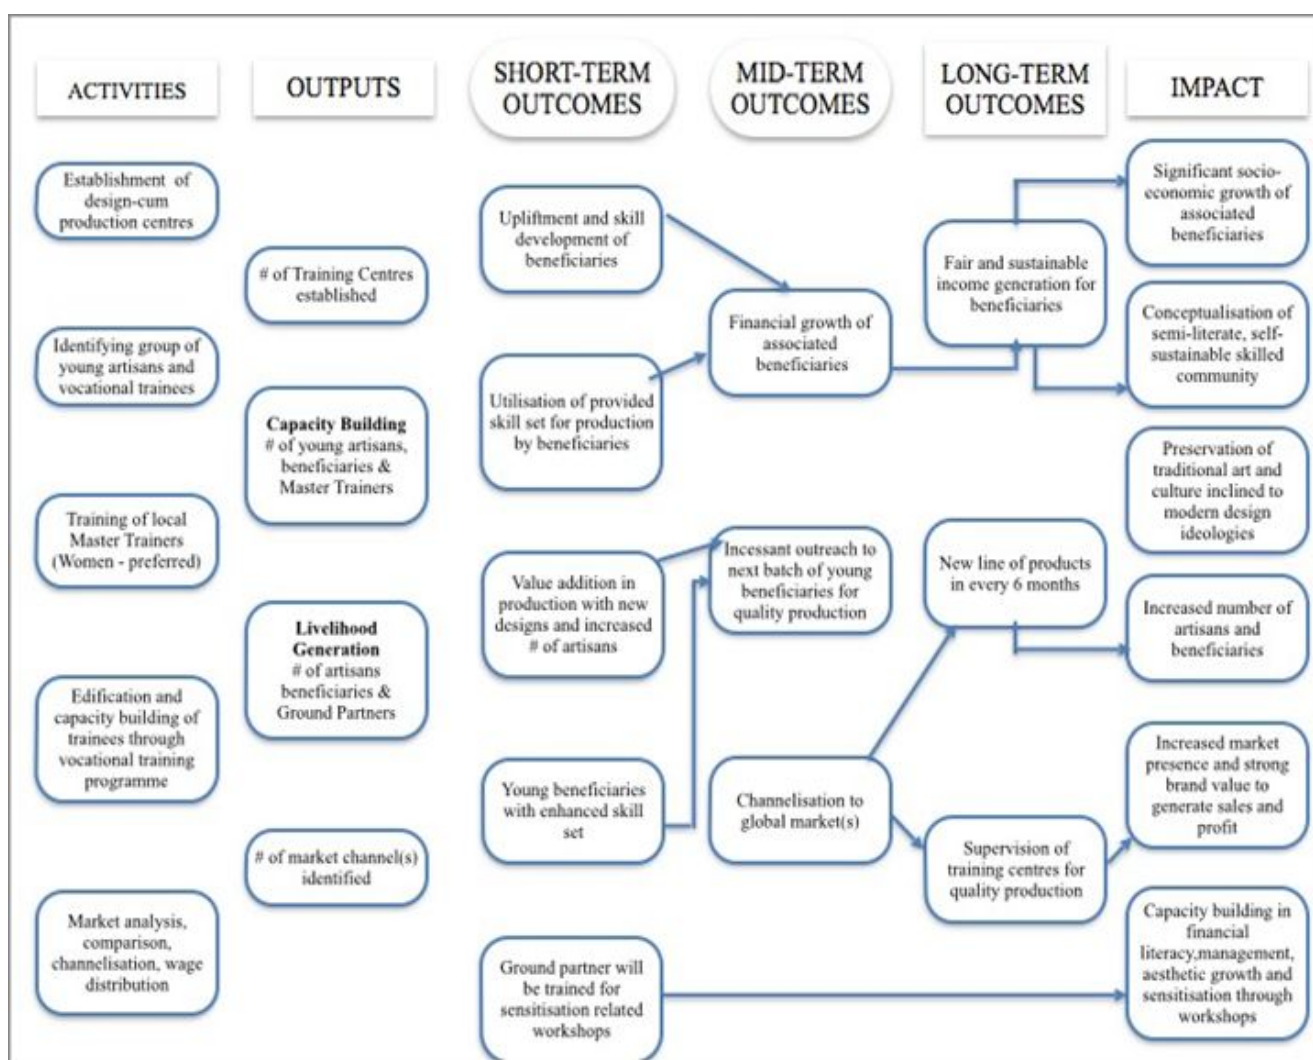 ACTIVITIES
OUTPUTS
SHORT-TERM
OUTCOMES
MID-TERM
OUTCOMES
LONG-TERM
OUTCOMES
IMPACT
Establishment of
design-cum
production centres
Identifying group of
young artisans and
vocational trainees
Training of local
Master Trainers
(Women - preferred)
Edification and
capacity building of
trainees through
vocational training
programme
Market analysis,
comparison,
channelisation, wage
distribution
# of Training Centres
established
Capacity Building
# of young artisans,
beneficiaries &
Master Trainers
Livelihood
Generation
# of artisans
beneficiaries &
Ground Partners
# of market channel(s)
identified
Upliftment and skill
development of
beneficiaries
Utilisation of provided
skill set for production
by beneficiaries
Value addition in
production with new
designs and increased
# of artisans
Young beneficiaries
with enhanced skill
set
Ground partner will
be trained for
sensitisation related
workshops
Financial growth of
associated
beneficiaries
Incessant outreach to
next batch of young
beneficiaries for
quality production
Channelisation to
global market(s)
Fair and sustainable
income generation for
beneficiaries
New line of products
in every 6 months
Supervision of
training centres for
quality production
Significant socio-
economic growth of
associated
beneficiaries
Conceptualisation of
semi-literate, self-
sustainable skilled
community
Preservation of
traditional art and
culture inclined to
modern design
ideologies
Increased number of
artisans and
beneficiaries
Increased market
presence and strong
brand value to
generate sales and
profit
Capacity building in
financial
literacy,management,
aesthetic growth and
sensitisation through
workshops